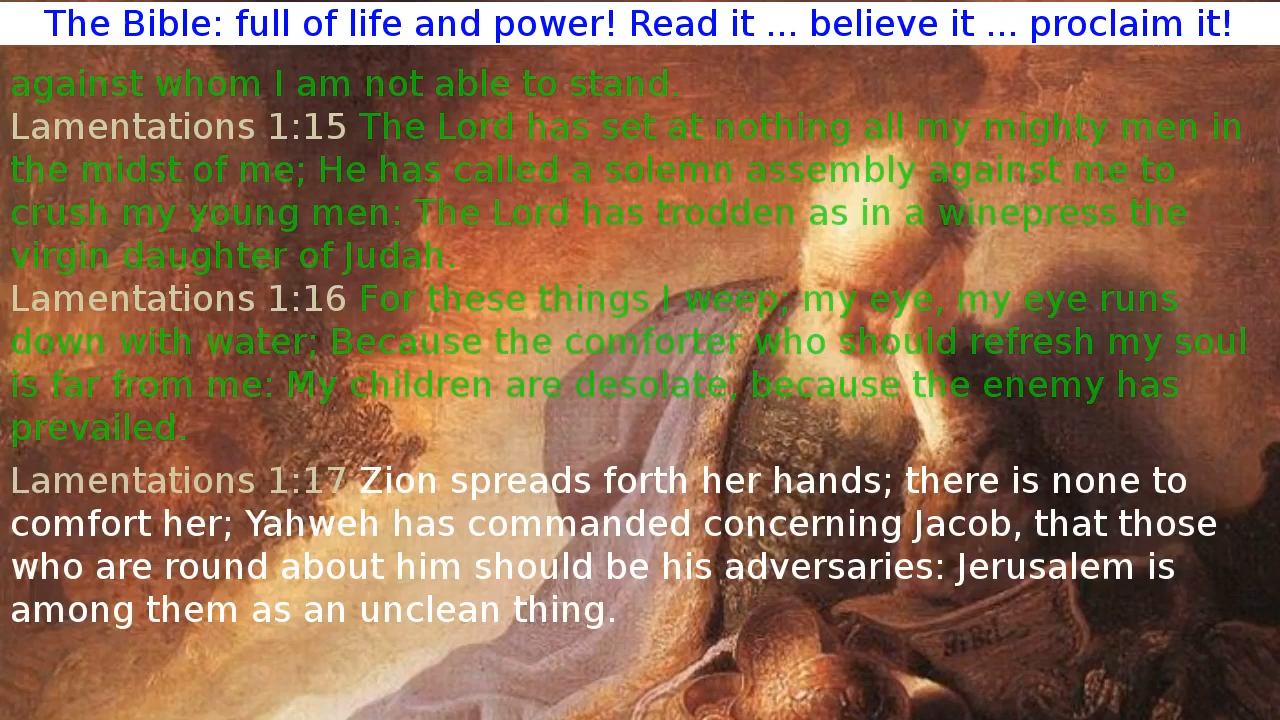 The Bible: full of life and power! Read it ... believe it ... proclaim it!
against whom I am not able to stand.
Lamentations 1:15 The Lord has set at nothing all my mighty men in
the midst of me; He has called a solemn assembly against me to
crush my young men: The Lord has trodden as in a winepress the
virgin daughter of Judah.
Lamentations 1:16 For these things I weep; my eye, my eye runs
down with water; Because the comforter who should refresh my soul
is far from me: My children are desolate, because the enemy has
prevailed.
Lamentations 1:17 Zion spreads forth her hands; there is none to
comfort her; Yahweh has commanded concerning Jacob, that those
who are round about him should be his adversaries: Jerusalem is
among them as an unclean thing.
BiBeL